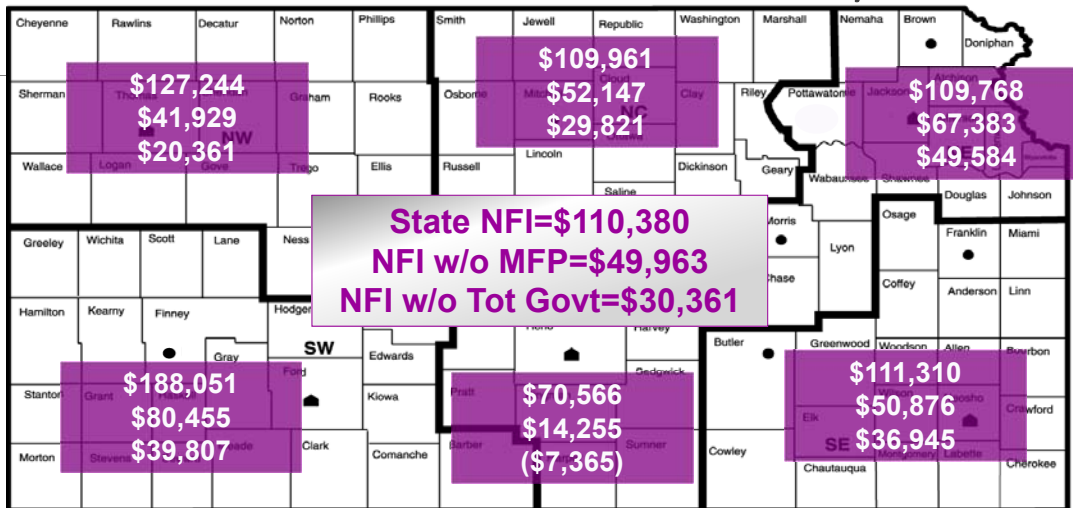 Cheyenne Rawlins Decatur Norton Phillips Smith Jewell Republic Washington Marshall Nemaha Brown
Doniphan
$127,244
$41,929
$20,361
$109,961
$52,147
$29,821
$109,768
$67,383
$49,584
Sherman Thomas Graham Rooks Osborne Cloud Clay Riley Pottawatomie Jackson Atchison
NW
NC
Wallace Logan Gove Trego Ellis Russell Lincoln Dickinson Geary Wabaunsee Shawnee
Saline Douglas Johnson
State NFI=$110,380
NFI w/o MFP=$49,963
NFI w/o Tot Govt=$30,361
Greeley Wichita Scott Lane Ness Morris Lyon Osage Franklin Miami
Chase Coffey Anderson Linn
Hamilton Kearny Finney Harvey
Gray SW Edwards Butler Greenwood Woodson Allen Bourbon
Ford Sedgwick
$188,051
$80,455
$39,807
$70,566
$14,255
($7,365)
$111,310
$50,876
$36,945
Stanton Grant Kiowa Pratt Elk Wilson Crawford
SE
Morton Stevens Meade Clark Comanche Barber Sumner Cowley Chautauqua Montgomery Labette Cherokee